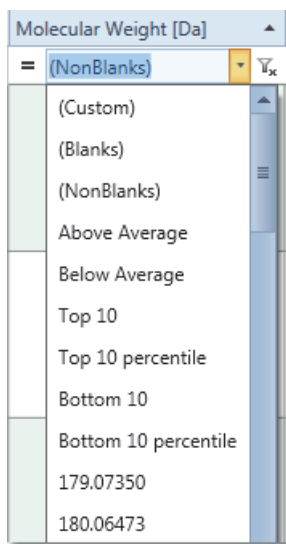 Molecular Weight [Da]
= (NonBlanks)
(Custom)
(Blanks)
(NonBlanks)
Above Average
Below Average
Top 10
Top 10 percentile
Bottom 10
Bottom 10 percentile
179.07350
180.06473